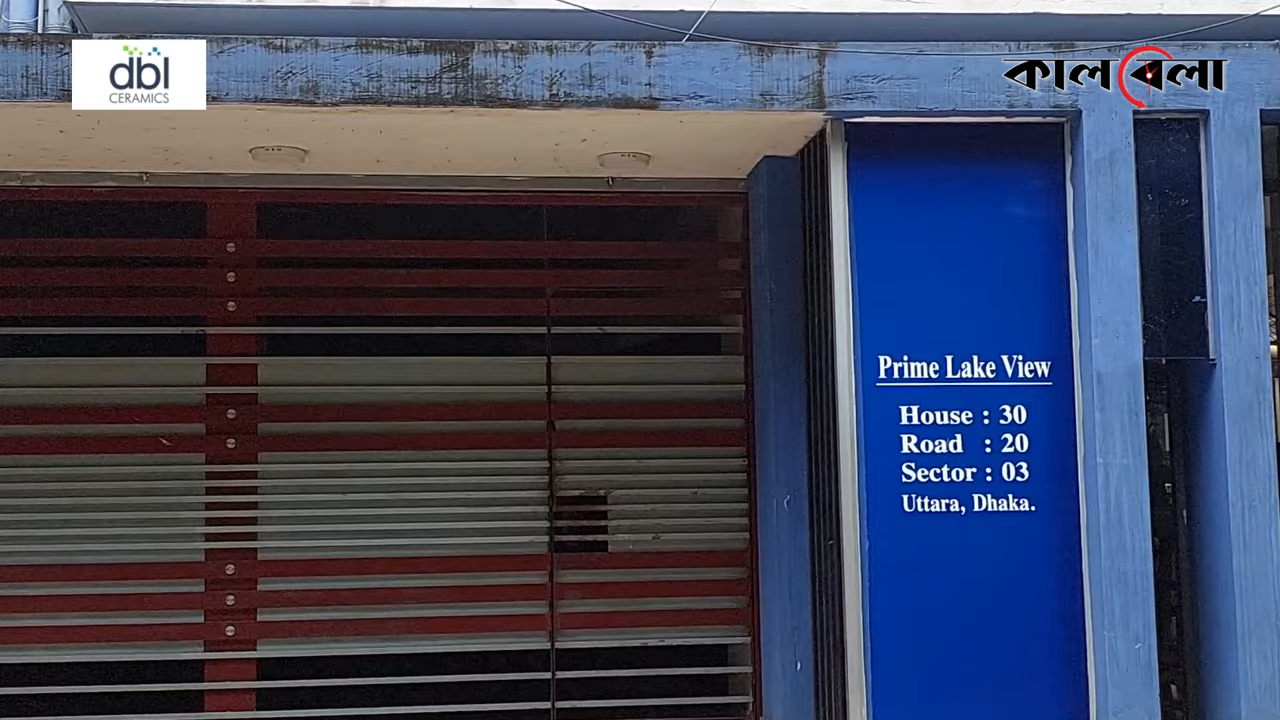 dbl
CERAMICS
কালবেলা
Prime Lake View
House : 30
Road : 20
Sector : 03
Uttara, Dhaka.